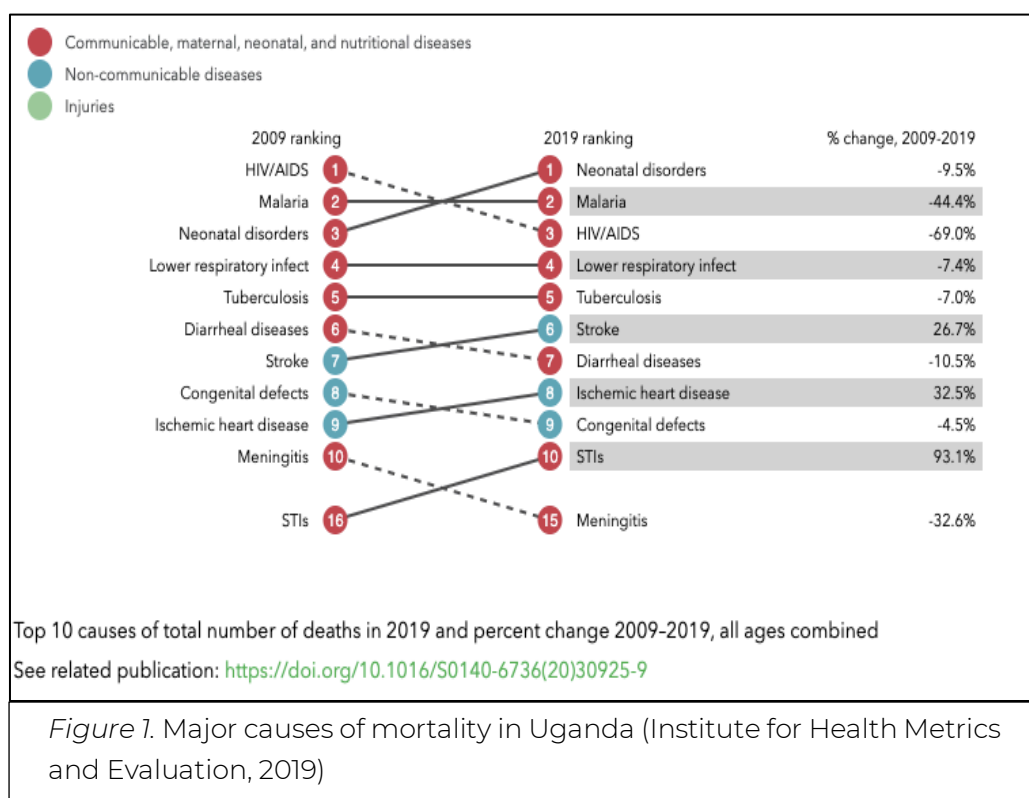 Communicable, maternal, neonatal, and nutritional diseases
Non-communicable diseases
Injuries
2009 ranking 2019 ranking % change, 2009-2019
HIV/AIDS 1 1 Neonatal disorders -9.5%
Malaria 2 2 Malaria -44.4%
Neonatal disorders 3 3 HIV/AIDS -69.0%
Lower respiratory infect 4 4 Lower respiratory infect -7.4%
Tuberculosis 5 5 Tuberculosis -7.0%
Diarrheal diseases 6 6 Stroke 26.7%
Stroke 7 7 Diarrheal diseases -10.5%
Congenital defects 8 8 Ischemic heart disease 32.5%
Ischemic heart disease 9 9 Congenital defects -4.5%
Meningitis 10 10 STIs 93.1%
STIs 16 15 Meningitis -32.6%
Top 10 causes of total number of deaths in 2019 and percent change 2009–2019, all ages combined
See related publication: https://doi.org/10.1016/S0140-6736(20)30925-9
Figure 1. Major causes of mortality in Uganda (Institute for Health Metrics
and Evaluation, 2019)